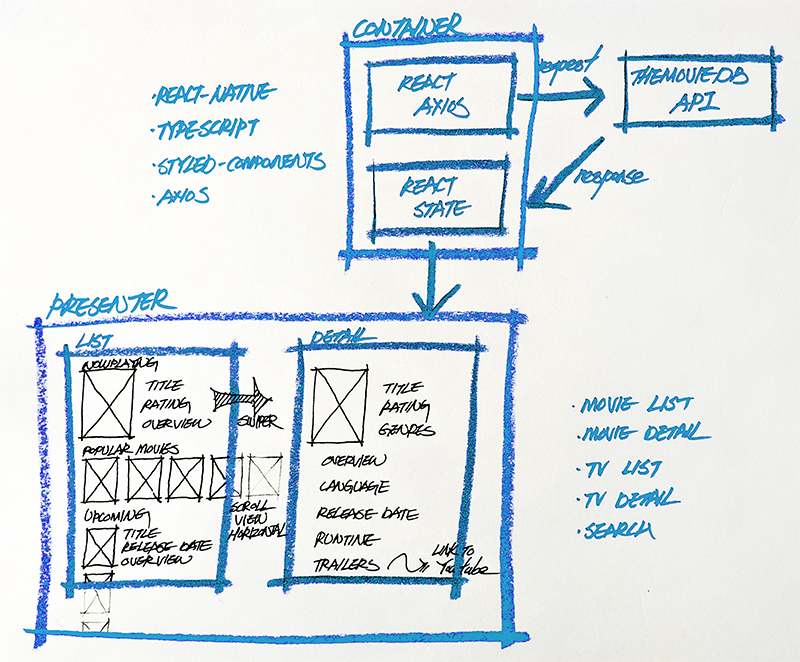 CONTAINER
REACT
AXIOS
request
THEMOVIEDB
API
· REACT-NATIVE
· TYPESCRIPT
· STYLED-COMPONENTS
· AXIOS
REACT
STATE
response
PRESENTER
LIST
NOWPLAYING
TITLE
RATING
OVERVIEW
POPULAR MOVIES
SCROLL
VIEW
HORIZONTAL
UPCOMING
TITLE
RELEASE-DATE
OVERVIEW
DETAIL
TITLE
RATING
GENRES
OVERVIEW
LANGUAGE
RELEASE-DATE
RUNTIME
TRAILERS
LINK TO
YouTube
· MOVIE LIST
· MOVIE DETAIL
· TV LIST
· TV DETAIL
· SEARCH